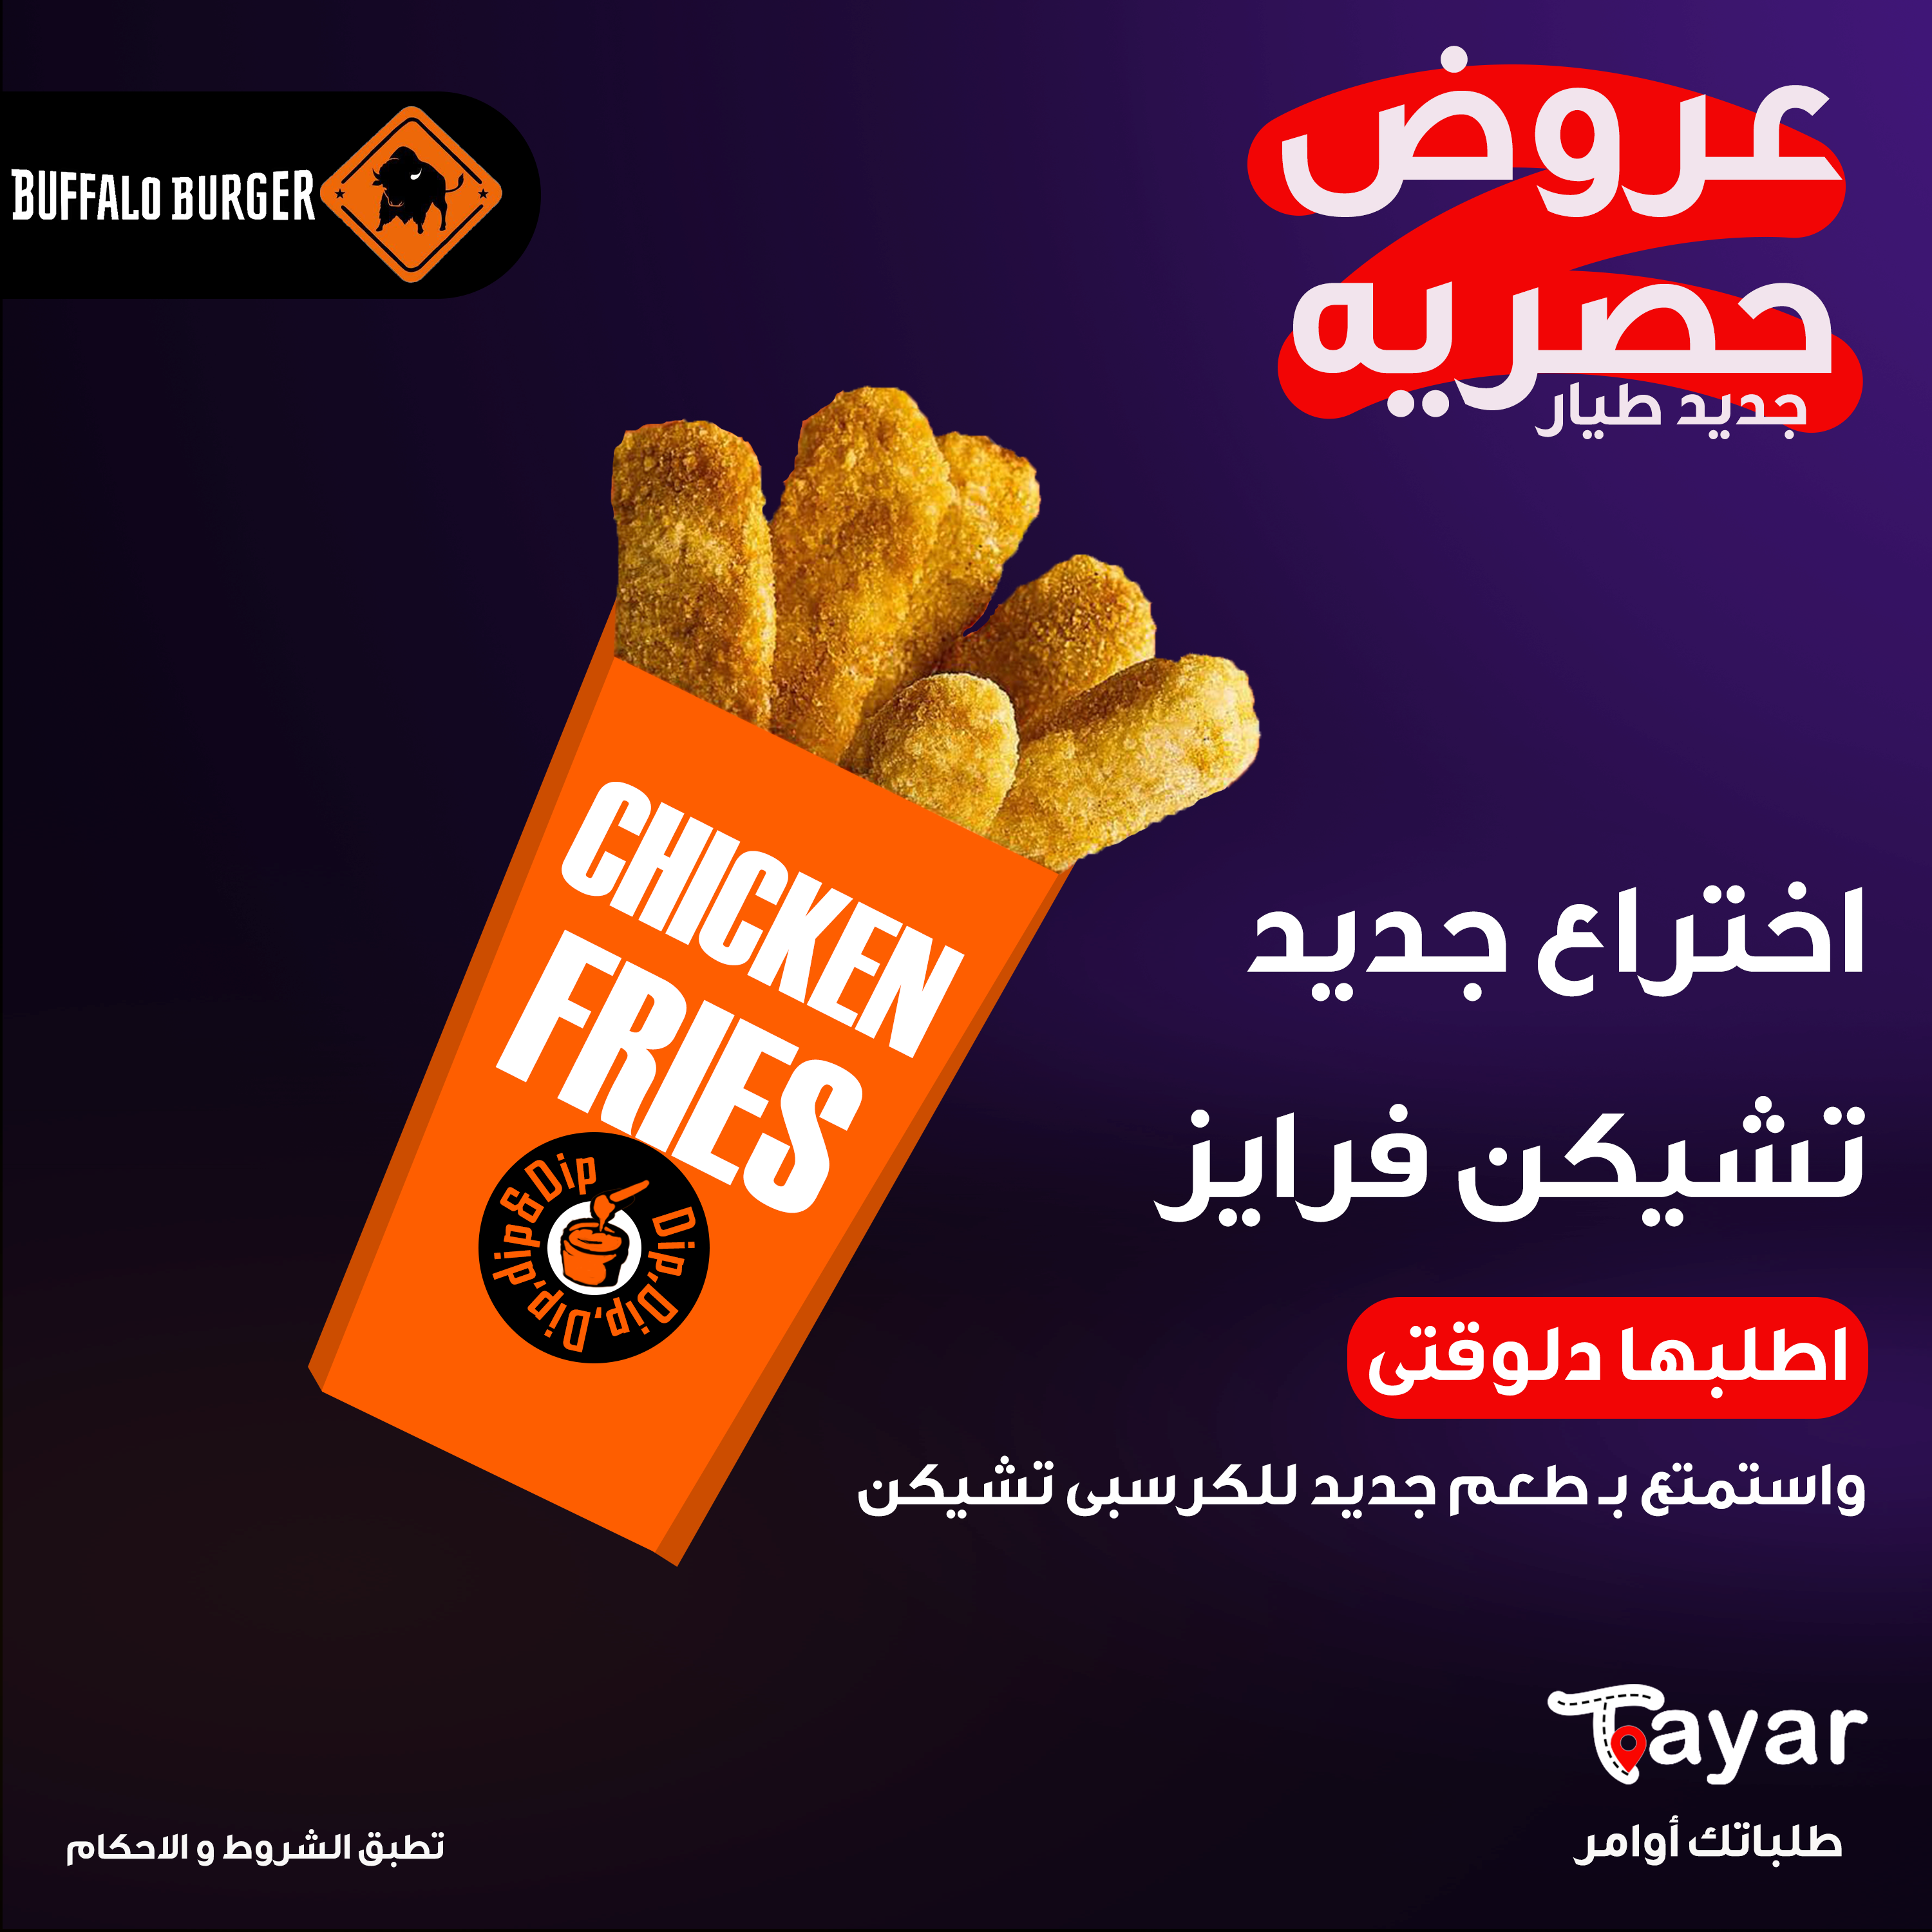 عروض
حصريه
جديد طيار
BUFFALO BURGER
CHICKEN
FRIES
Dip,Dip,Dip,dip&Dip
اختراع جديد
تشيكن فرايز
اطلبها دلوقتى
واستمتع بـ طعم جديد للكرسبى تشيكن
Tayar
طلباتك أوامر
تطبق الشروط و الاحكام